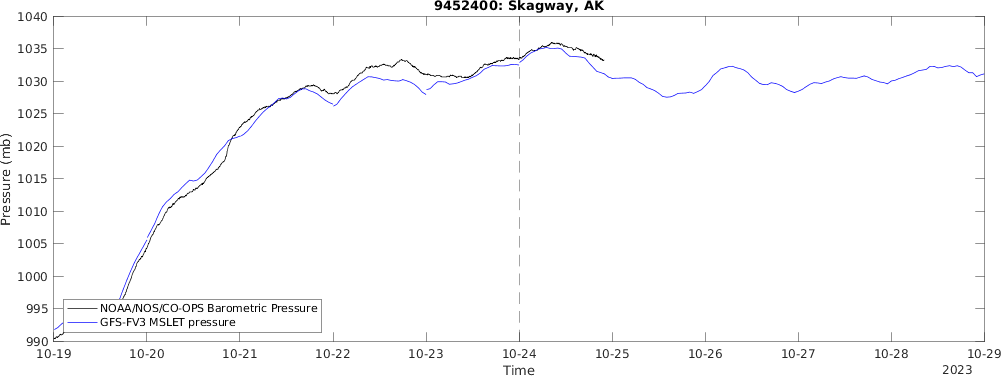 9452400: Skagway, AK
1040
1035
1030
1025
1020
1015
1010
1005
1000
995
990
Pressure (mb)
NOAA/NOS/CO-OPS Barometric Pressure
GFS-FV3 MSLET pressure
10-19 10-20 10-21 10-22 10-23 10-24 10-25 10-26 10-27 10-28 10-29
Time
2023